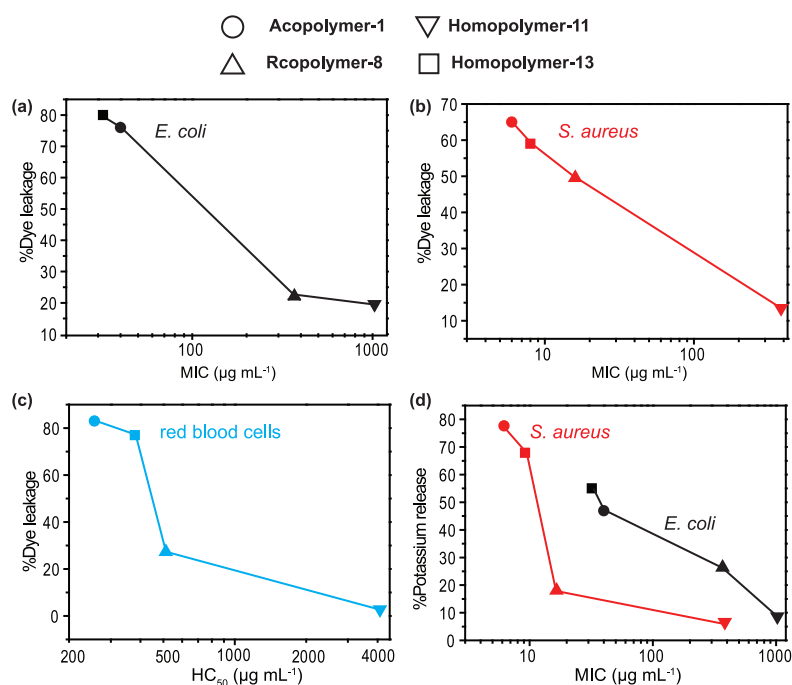 Acopolymer-1
Homopolymer-11
Rcopolymer-8
Homopolymer-13
(a)
E. coli
%Dye leakage
80
70
60
50
40
30
20
10
100
1000
MIC (µg mL⁻¹)
(b)
S. aureus
%Dye leakage
70
60
50
40
30
20
10
10
100
MIC (µg mL⁻¹)
(c)
red blood cells
%Dye leakage
80
60
40
20
0
200
500
1000
2000
4000
HC₅₀ (µg mL⁻¹)
(d)
S. aureus
E. coli
%Potassium release
80
70
60
50
40
30
20
10
0
10
100
1000
MIC (µg mL⁻¹)